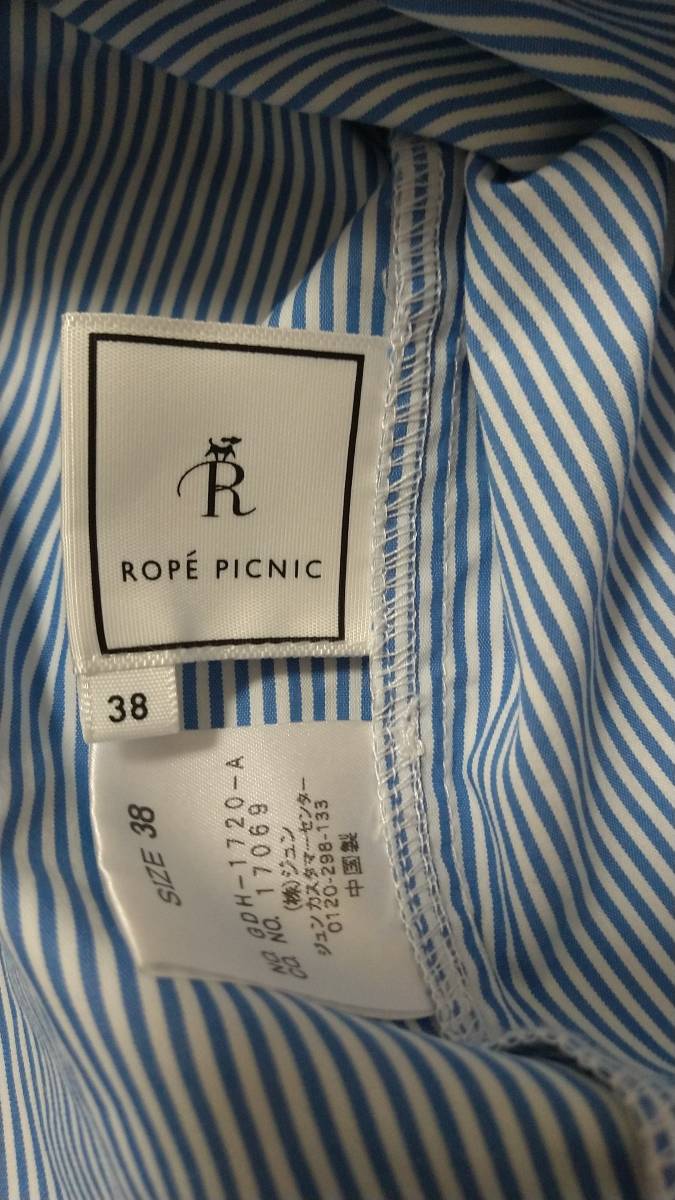 R
ROPÉ PICNIC
38
SIZE 38
NO. GDH-1720-A
CO. NO. 17069
(株)ジュン
ジュンカスタマーセンター
0120-298-133
中国製